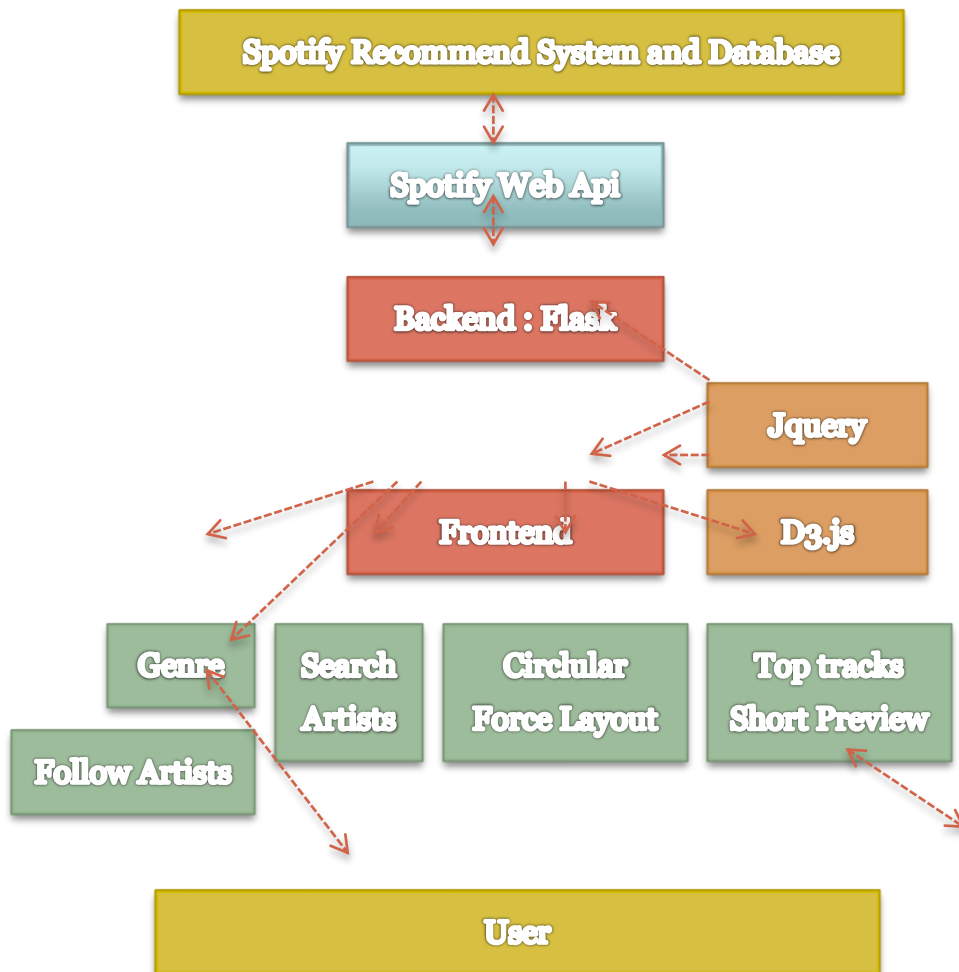 Spotify Recommend System and Database
Spotify Web Api
Backend : Flask
Jquery
Frontend
D3.js
Genre
Search
Artists
Circlular
Force Layout
Top tracks
Short Preview
Follow Artists
User